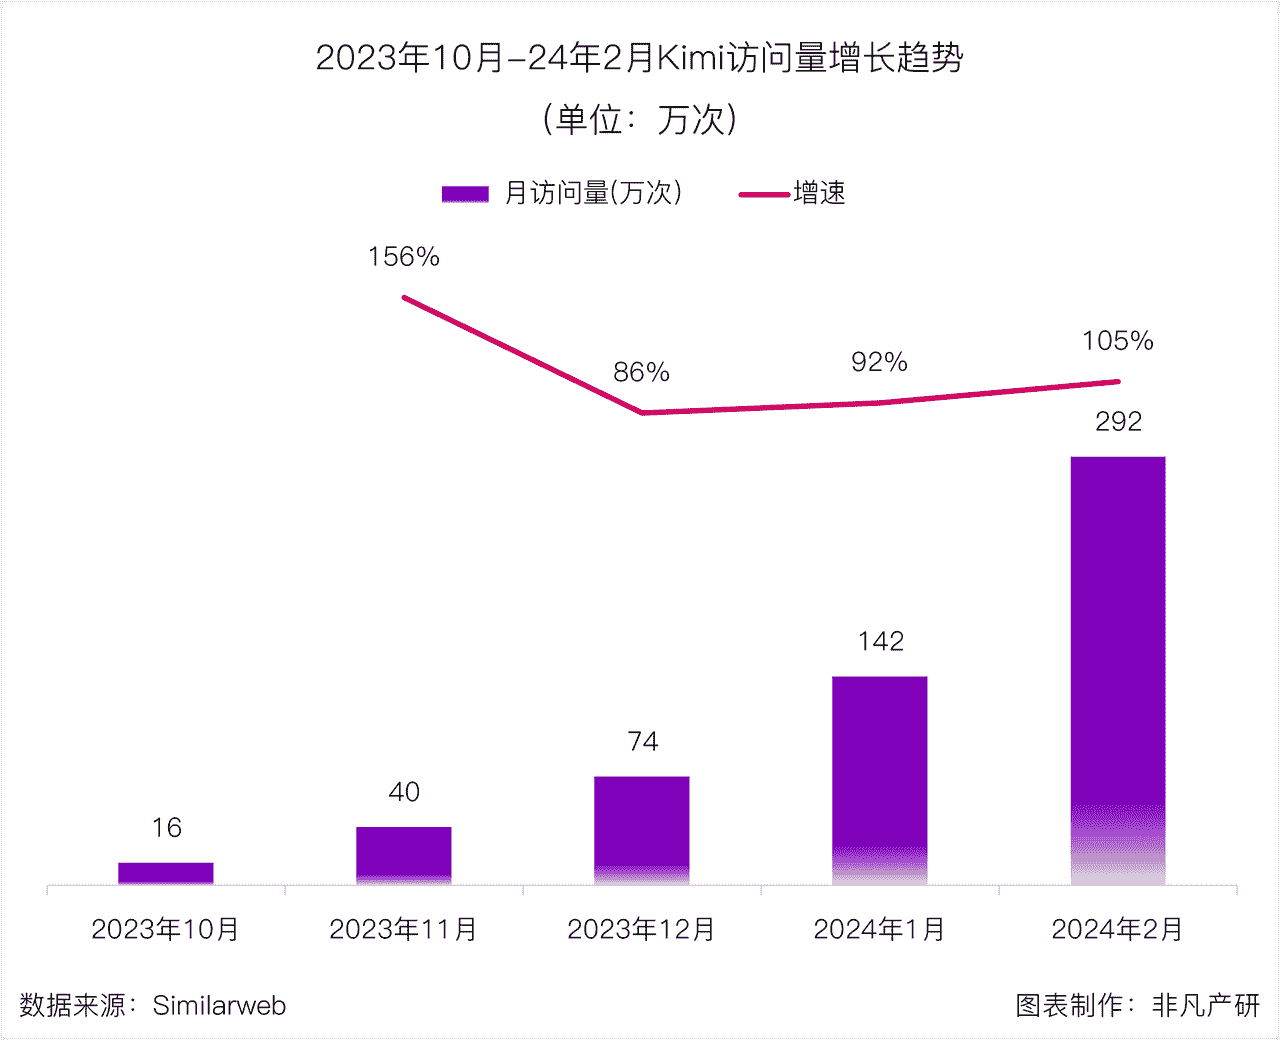 2023年10月-24年2月Kimi访问量增长趋势
(单位：万次)
月访问量(万次) 增速
156%
86%
92%
105%
292
142
74
40
16
2023年10月 2023年11月 2023年12月 2024年1月 2024年2月
数据来源：Similarweb 图表制作：非凡产研